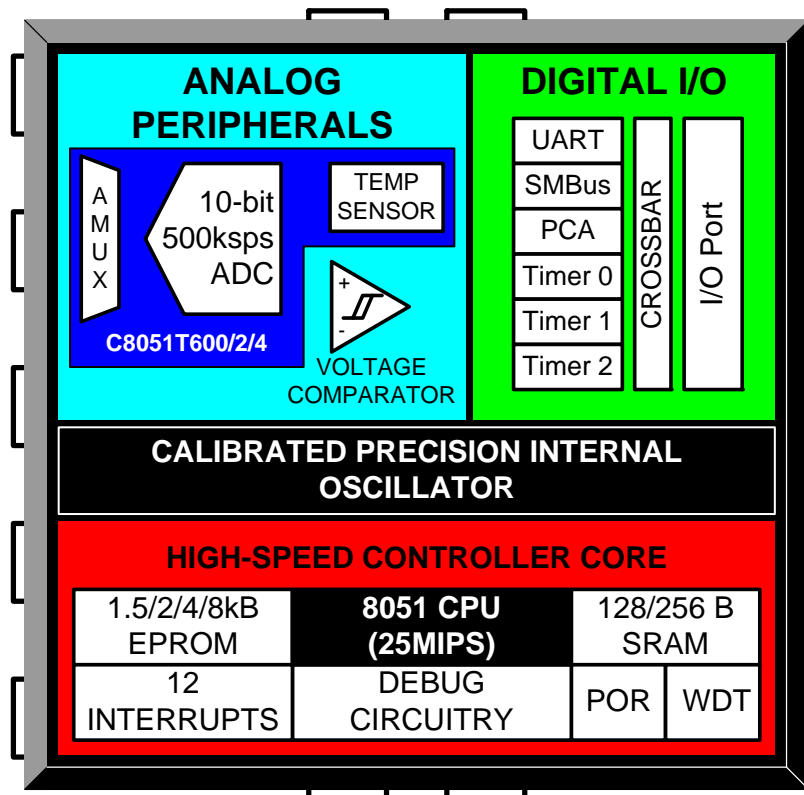 ANALOG
PERIPHERALS
A
M
U
X
10-bit
500ksps
ADC
TEMP
SENSOR
C8051T600/2/4
+
-
VOLTAGE
COMPARATOR
DIGITAL I/O
UART
SMBus
PCA
Timer 0
Timer 1
Timer 2
CROSSBAR
I/O Port
CALIBRATED PRECISION INTERNAL
OSCILLATOR
HIGH-SPEED CONTROLLER CORE
1.5/2/4/8kB
EPROM
8051 CPU
(25MIPS)
128/256 B
SRAM
12
INTERRUPTS
DEBUG
CIRCUITRY
POR
WDT